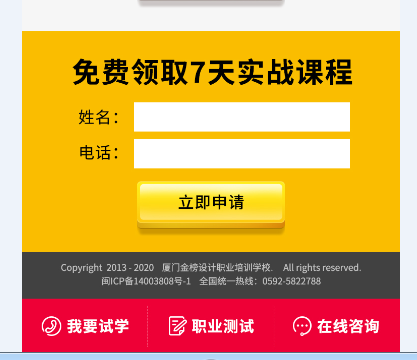 免费领取7天实战课程
姓名：
电话：
立即申请
Copyright 2013 - 2020 厦门金榜设计职业培训学校. All rights reserved.
闽ICP备14003808号-1 全国统一热线：0592-5822788
我要试学 职业测试 在线咨询